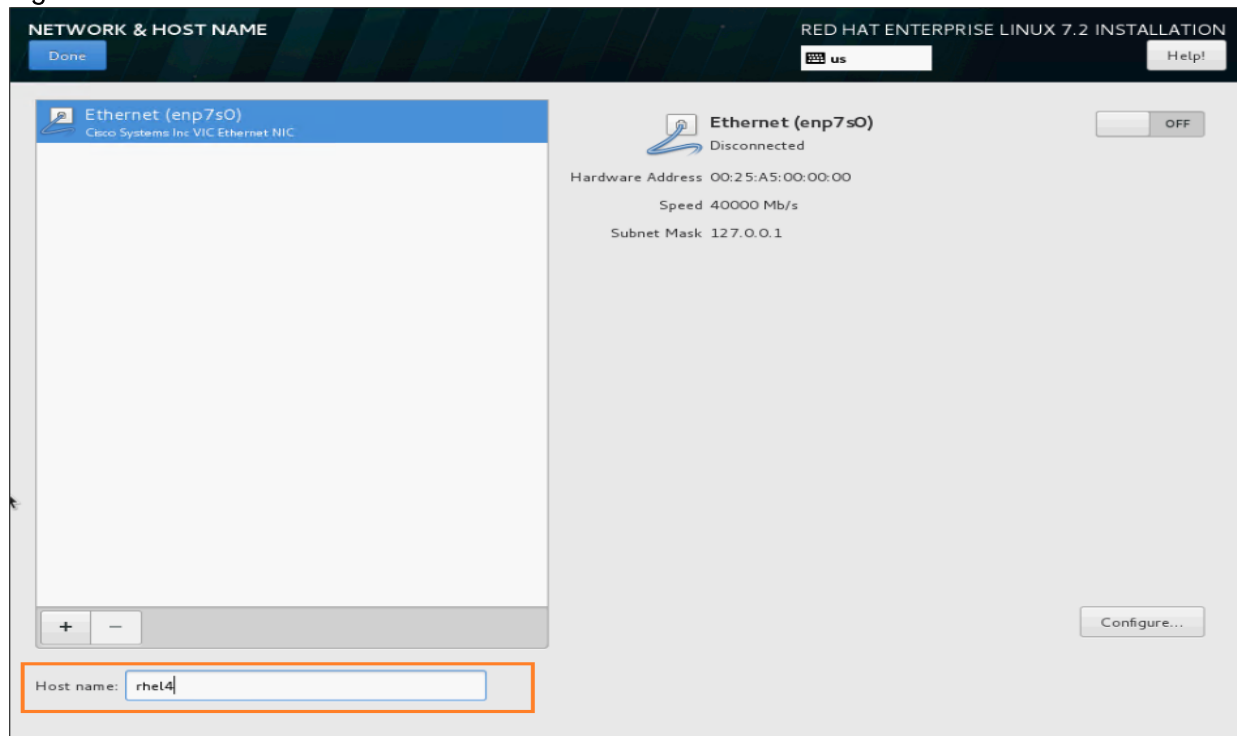 NETWORK & HOST NAME
RED HAT ENTERPRISE LINUX 7.2 INSTALLATION
Done
us
Help!
Ethernet (enp7s0)
Cisco Systems Inc VIC Ethernet NIC
Ethernet (enp7s0)
Disconnected
OFF
Hardware Address 00:25:A5:00:00:00
Speed 40000 Mb/s
Subnet Mask 127.0.0.1
+ −
Configure...
Host name: rhel4